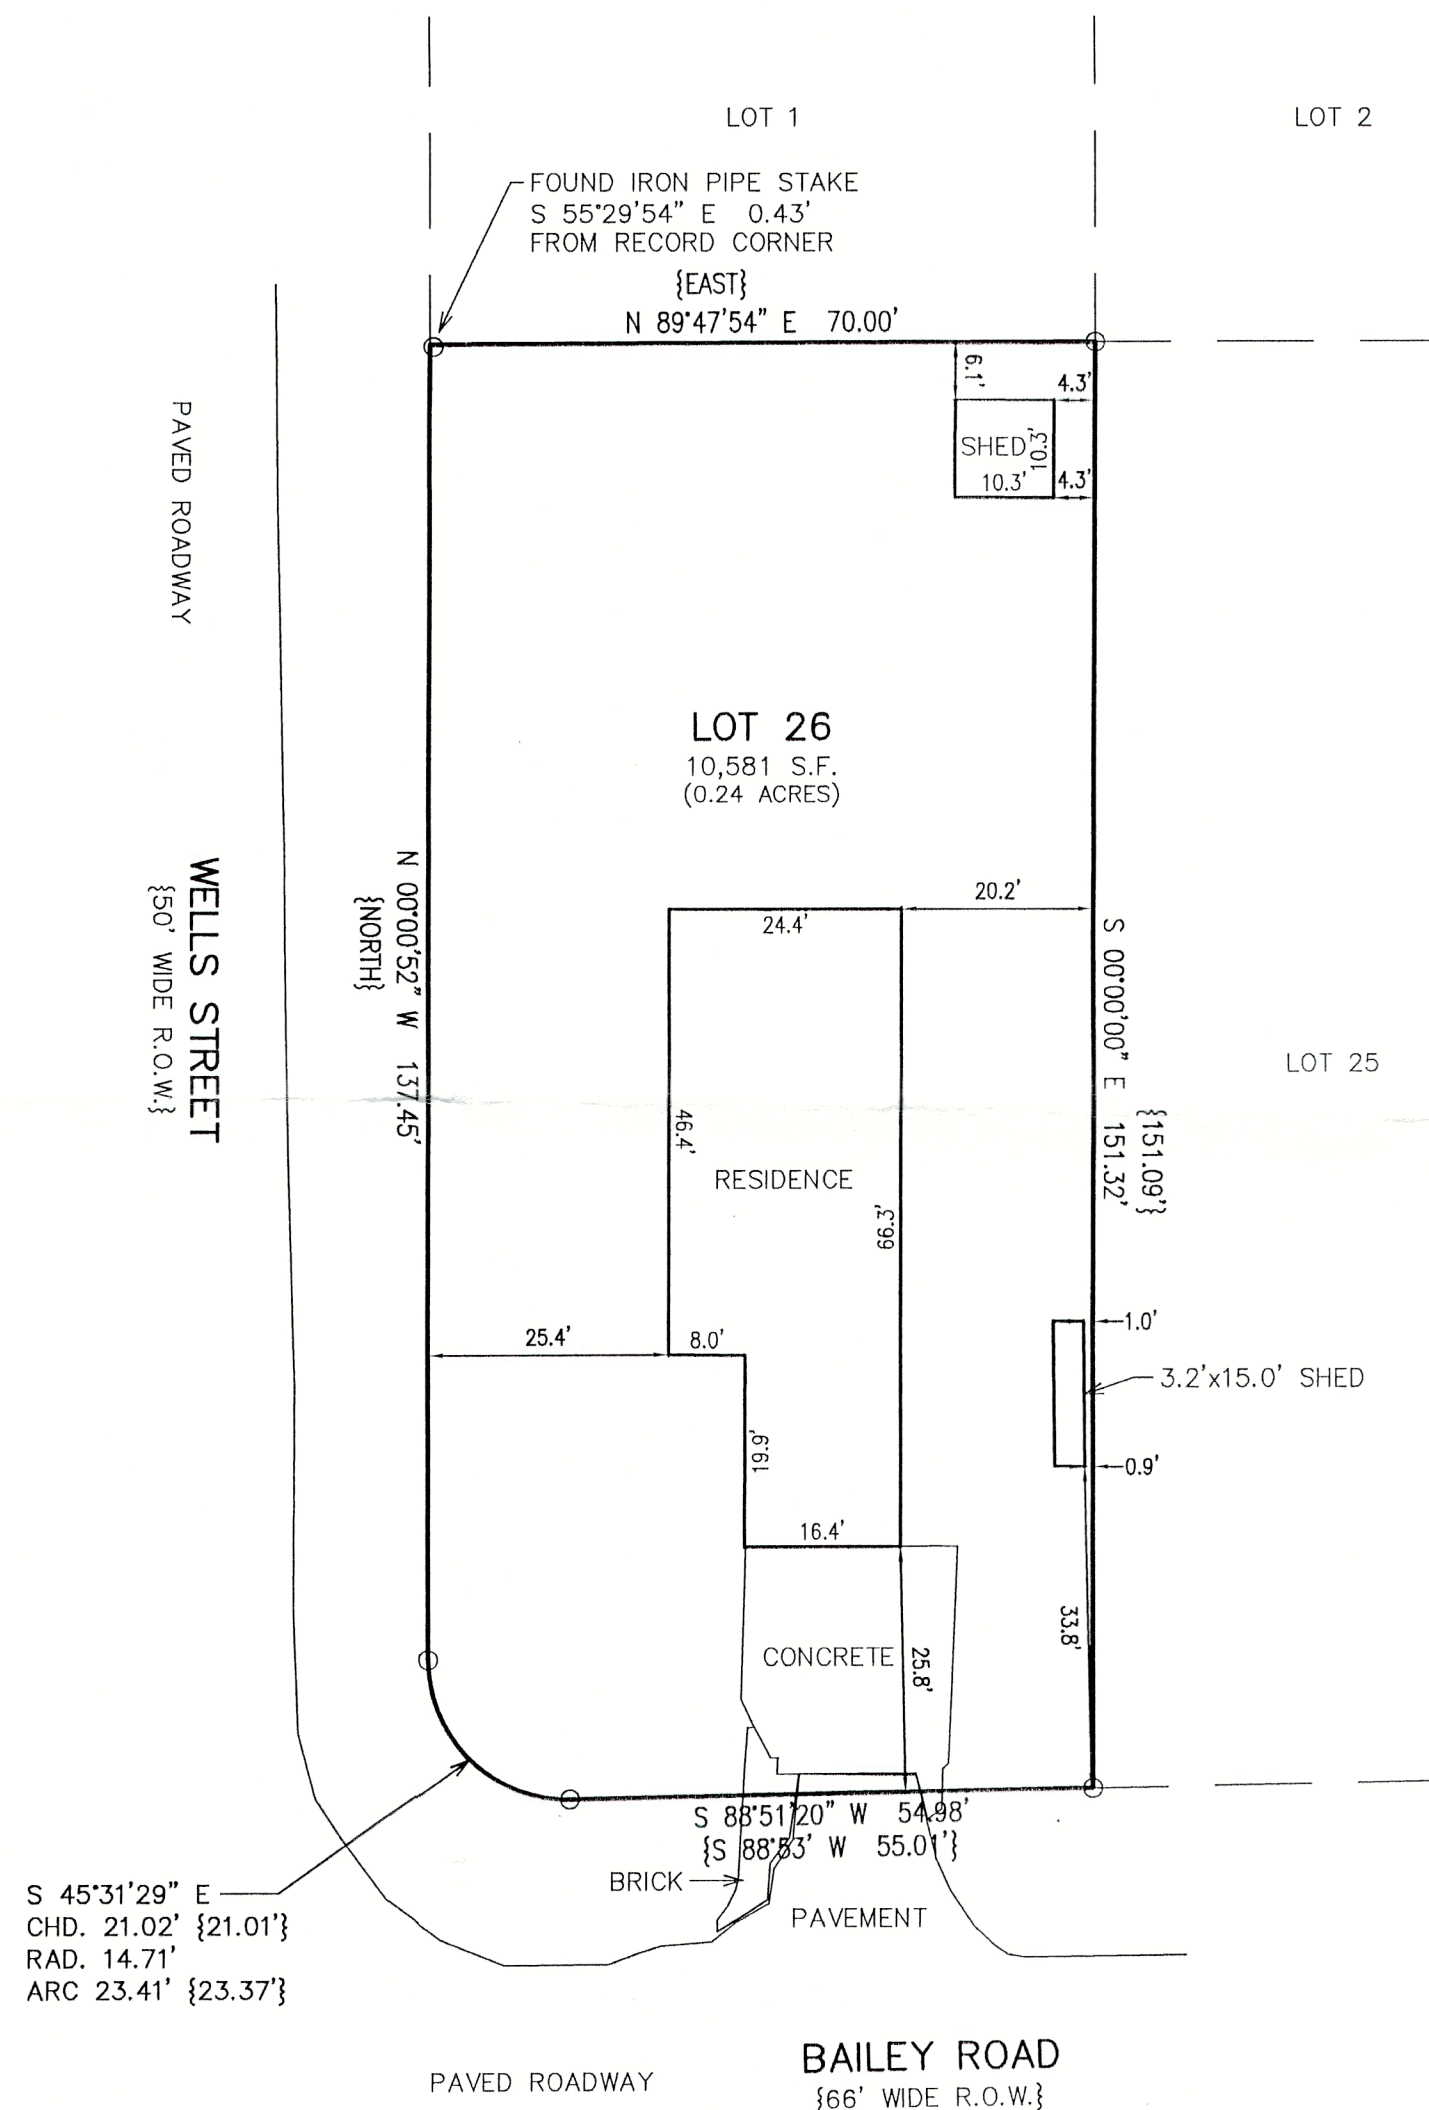 LOT 1
LOT 2
FOUND IRON PIPE STAKE
S 55°29'54" E 0.43'
FROM RECORD CORNER
{EAST}
N 89°47'54" E 70.00'
6.1'
4.3'
SHED
10.3'
10.3'
4.3'
PAVED ROADWAY
LOT 26
10,581 S.F.
(0.24 ACRES)
WELLS STREET
{50' WIDE R.O.W.}
N 00°00'52" W 137.45'
{NORTH}
20.2'
24.4'
S 00°00'00" E 151.32'
{151.09'}
LOT 25
46.4'
RESIDENCE
66.3'
1.0'
25.4'
8.0'
3.2'x15.0' SHED
19.9'
0.9'
16.4'
33.8'
CONCRETE
25.8'
S 88°51'20" W 54.98'
{S 88°53' W 55.01'}
BRICK
PAVEMENT
S 45°31'29" E
CHD. 21.02' {21.01'}
RAD. 14.71'
ARC 23.41' {23.37'}
BAILEY ROAD
{66' WIDE R.O.W.}
PAVED ROADWAY